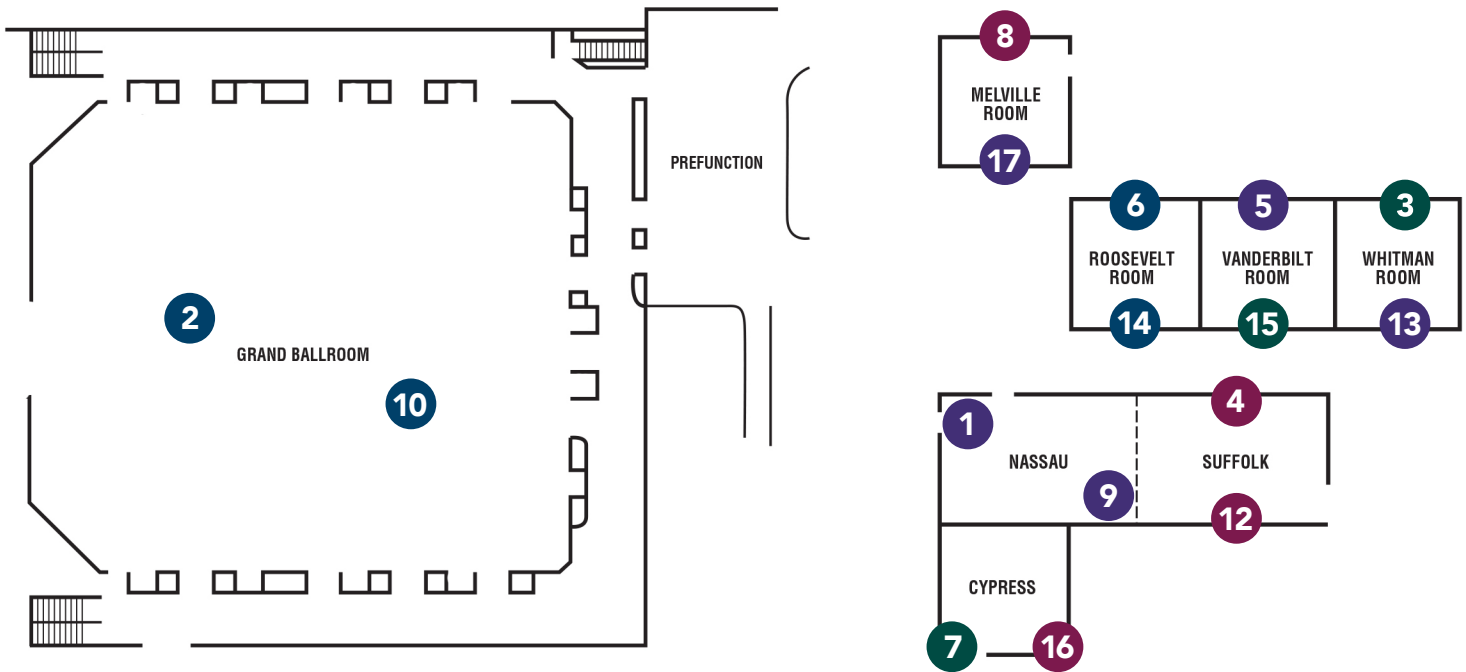 8
MELVILLE
ROOM
17
PREFUNCTION
6
5
3
ROOSEVELT
ROOM
VANDERBILT
ROOM
WHITMAN
ROOM
14
15
13
2
GRAND BALLROOM
10
1
4
NASSAU
SUFFOLK
9
12
CYPRESS
7
16